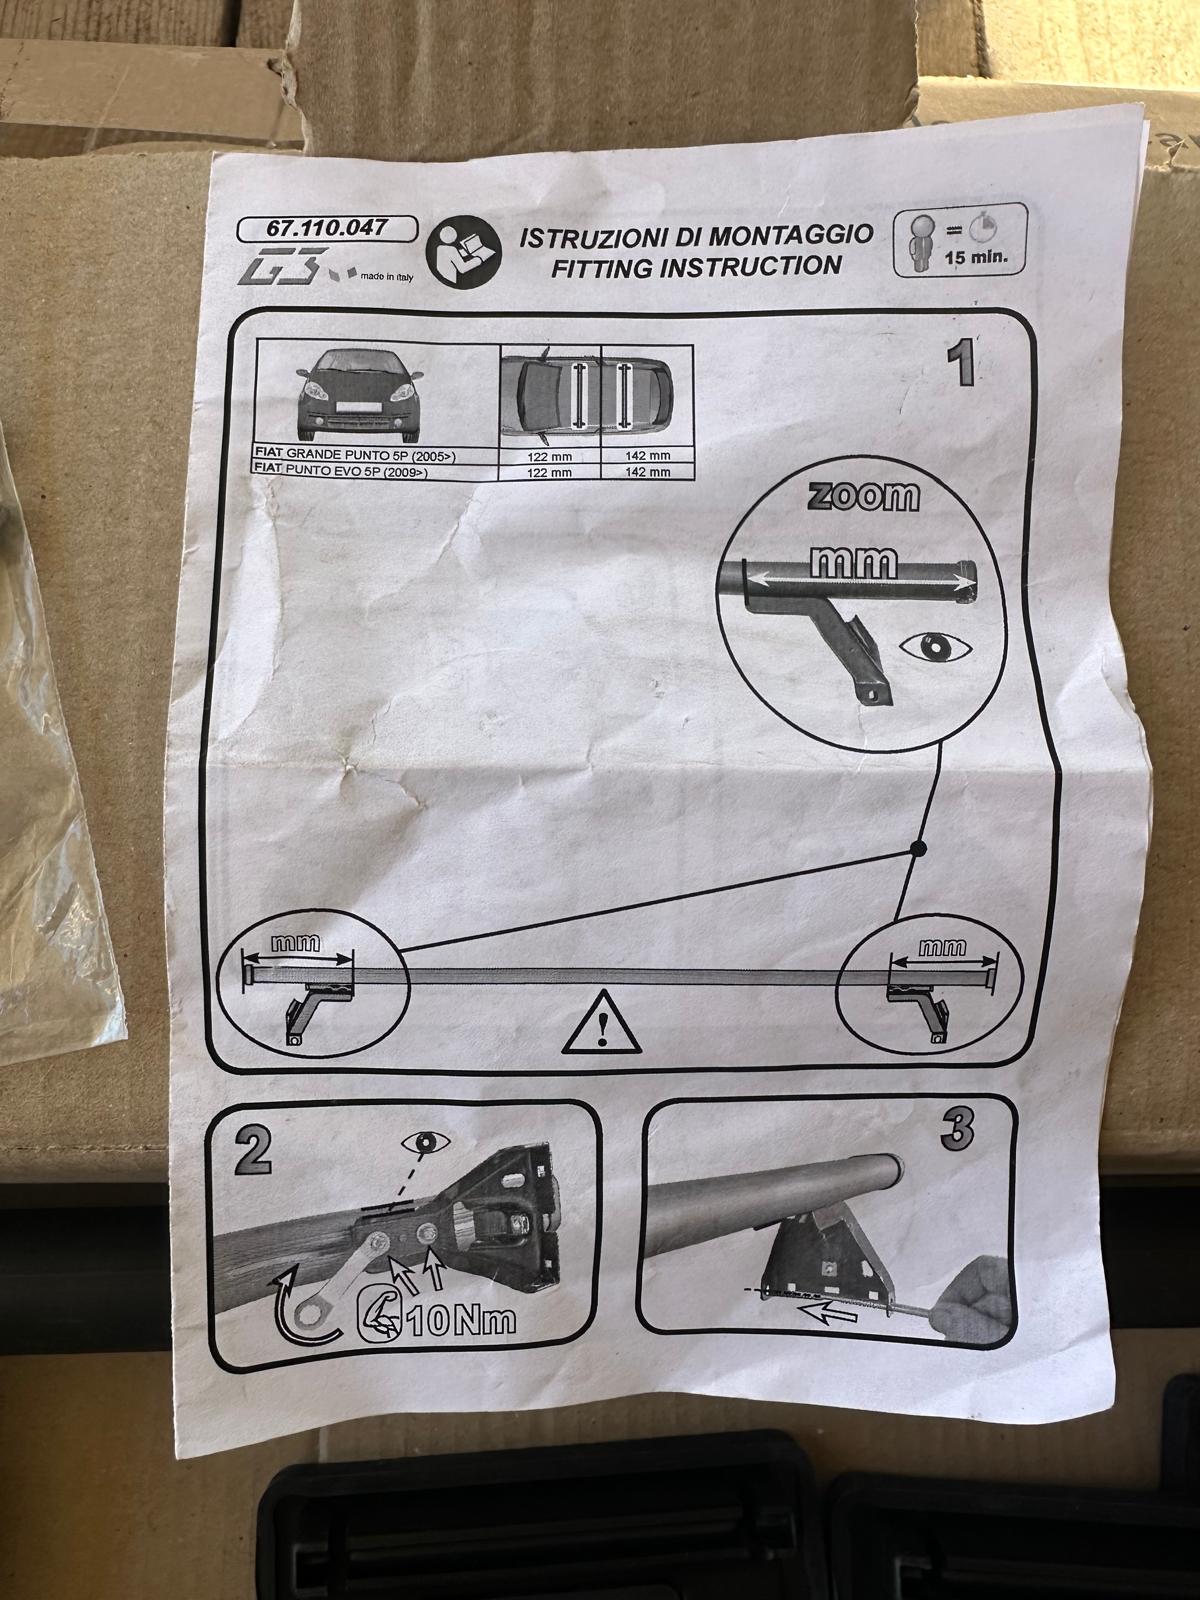 67.110.047
G3
made in italy
ISTRUZIONI DI MONTAGGIO
FITTING INSTRUCTION
=
15 min.
1
FIAT GRANDE PUNTO 5P (2005>) 122 mm 142 mm
FIAT PUNTO EVO 5P (2009>) 122 mm 142 mm
zoom
mm
mm
mm
!
2
10Nm
3